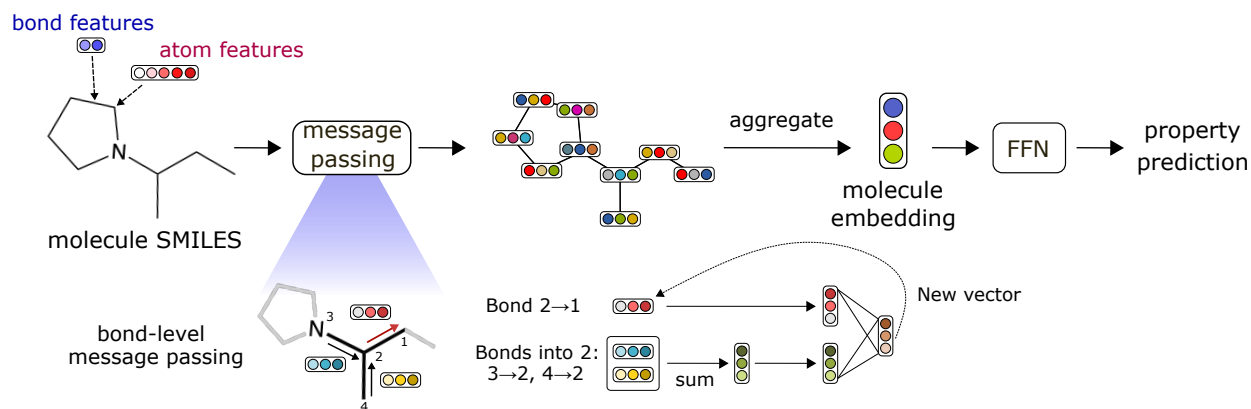 bond features
atom features
N
molecule SMILES
message
passing
aggregate
molecule
embedding
FFN
property
prediction
bond-level
message passing
N
3
1
2
4
Bond 2→1
Bonds into 2:
3→2, 4→2
sum
New vector